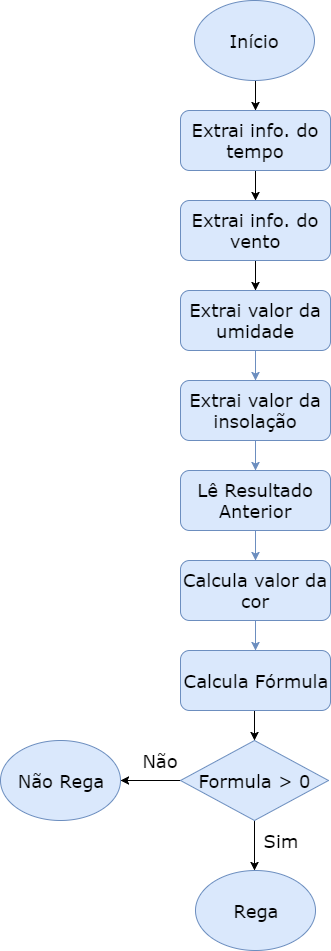 Início
Extrai info. do
tempo
Extrai info. do
vento
Extrai valor da
umidade
Extrai valor da
insolação
Lê Resultado
Anterior
Calcula valor da
cor
Calcula Fórmula
Não
Não Rega
Formula > 0
Sim
Rega